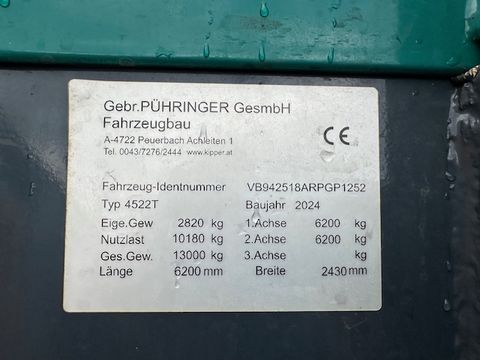 Gebr.PÜHRINGER GesmbH
Fahrzeugbau
A-4722 Peuerbach Achleiten 1
Tel. 0043/7276/2444 www.kipper.at
CE
Fahrzeug-Identnummer VB942518ARPGP1252
Typ 4522T Baujahr 2024
Eige.Gew 2820 kg 1.Achse 6200 kg
Nutzlast 10180 kg 2.Achse 6200 kg
Ges.Gew. 13000 kg 3.Achse kg
Länge 6200 mm Breite 2430 mm